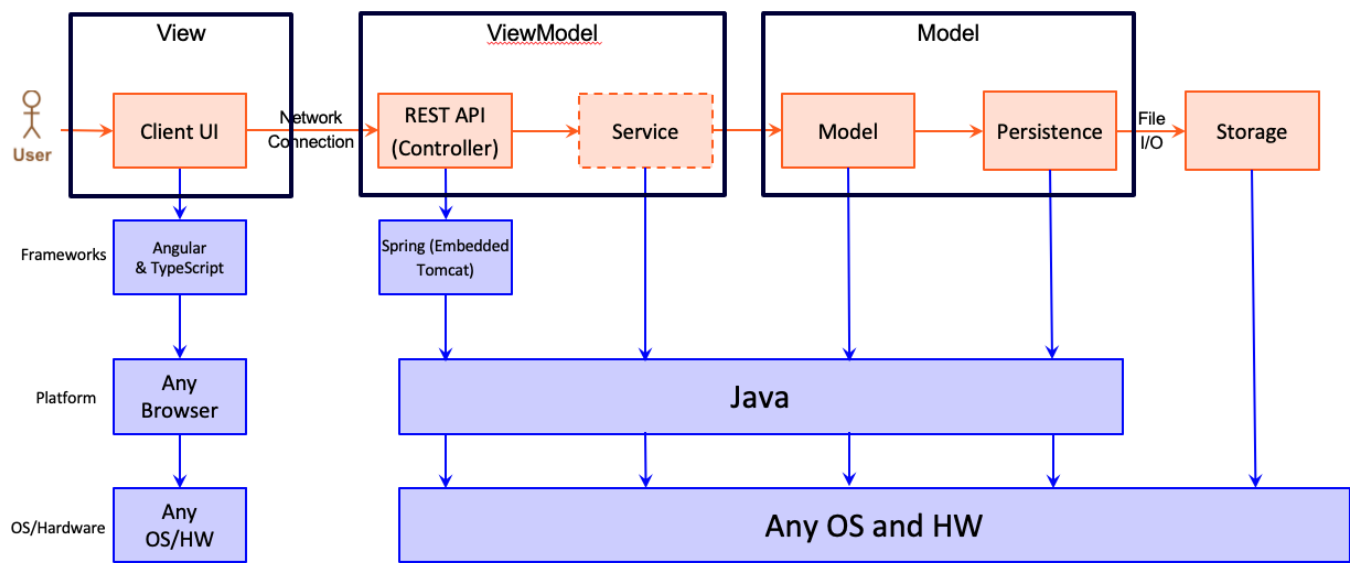 View
ViewModel
Model
User
Client UI
Network
Connection
REST API
(Controller)
Service
Model
Persistence
File
I/O
Storage
Frameworks
Angular
& TypeScript
Spring (Embedded
Tomcat)
Platform
Any
Browser
Java
OS/Hardware
Any
OS/HW
Any OS and HW